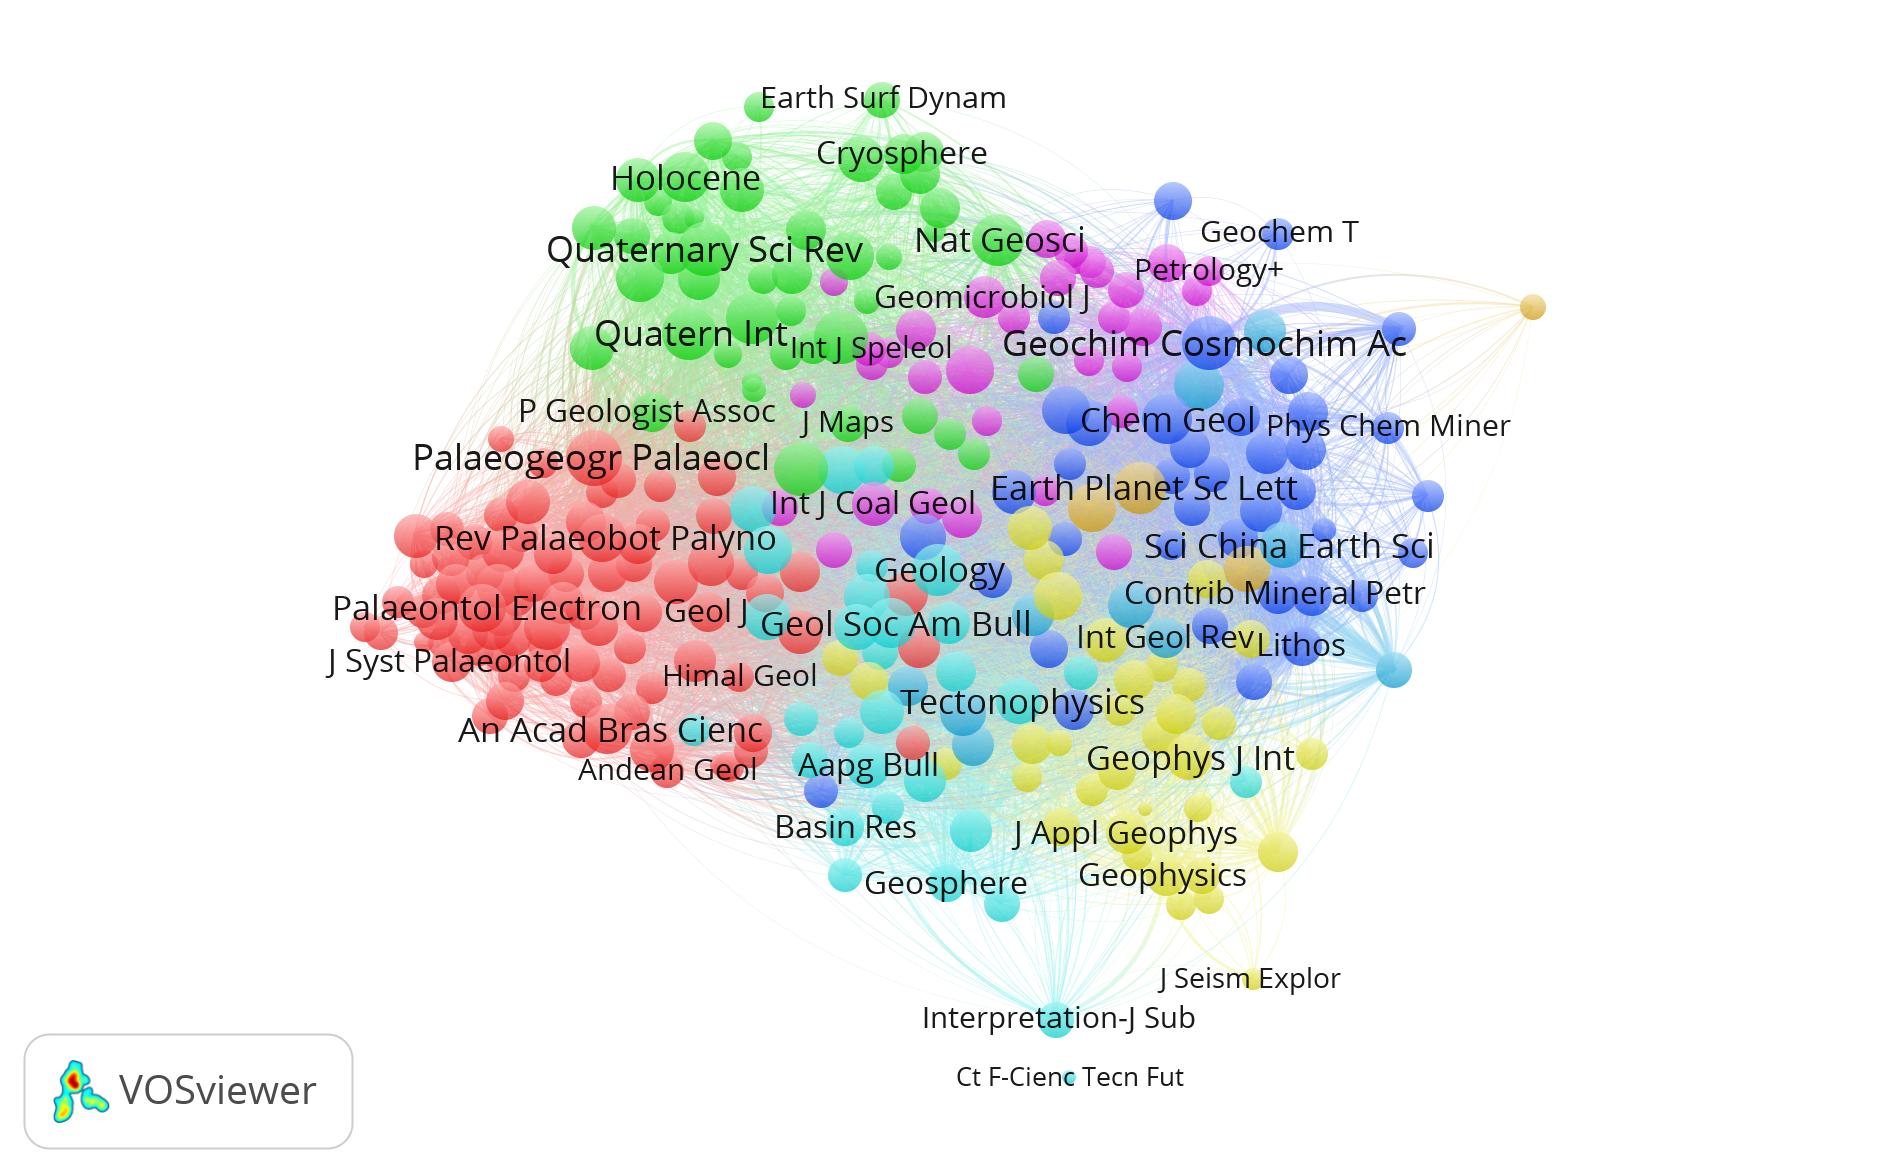 Earth Surf Dynam
Cryosphere
Holocene
Geochem T
Nat Geosci
Quaternary Sci Rev
Petrology+
Geomicrobiol J
Quatern Int
Int J Speleol
Geochim Cosmochim Ac
P Geologist Assoc
J Maps
Chem Geol
Phys Chem Miner
Palaeogeogr Palaeocl
Earth Planet Sc Lett
Int J Coal Geol
Rev Palaeobot Palyno
Sci China Earth Sci
Geology
Contrib Mineral Petr
Palaeontol Electron
Geol J
Geol Soc Am Bull
Int Geol Rev
Lithos
J Syst Palaeontol
Himal Geol
Tectonophysics
An Acad Bras Cienc
Geophys J Int
Andean Geol
Aapg Bull
Basin Res
J Appl Geophys
Geosphere
Geophysics
J Seism Explor
Interpretation-J Sub
Ct F-Cienc Tecn Fut
VOSviewer